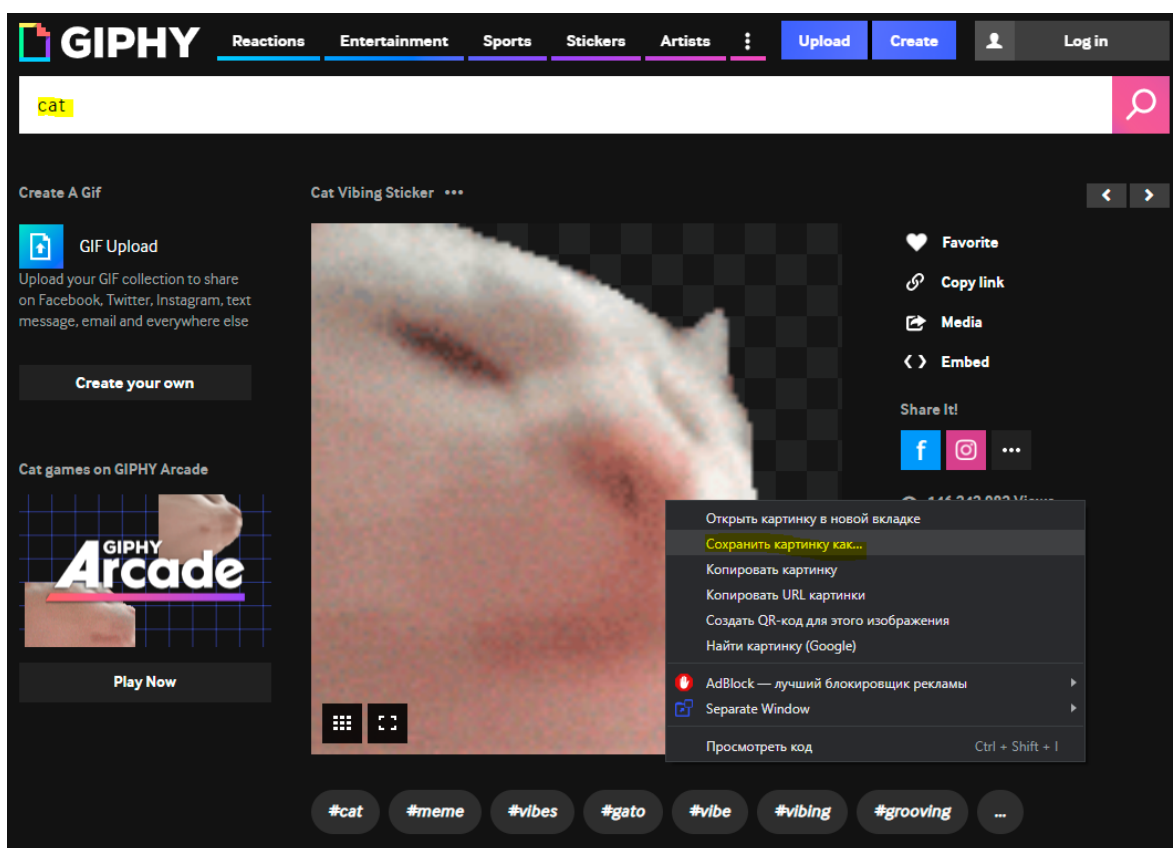 GIPHY Reactions Entertainment Sports Stickers Artists Upload Create Log in
cat
Create A Gif
GIF Upload
Upload your GIF collection to share
on Facebook, Twitter, Instagram, text
message, email and everywhere else
Create your own
Cat games on GIPHY Arcade
GIPHY
Arcade
Play Now
Cat Vibing Sticker •••
Favorite
Copy link
Media
Embed
Share It!
f
Открыть картинку в новой вкладке
Сохранить картинку как...
Копировать картинку
Копировать URL картинки
Создать QR-код для этого изображения
Найти картинку (Google)
AdBlock — лучший блокировщик рекламы
Separate Window
Просмотреть код Ctrl + Shift + I
#cat #meme #vibes #gato #vibe #vibing #grooving ...